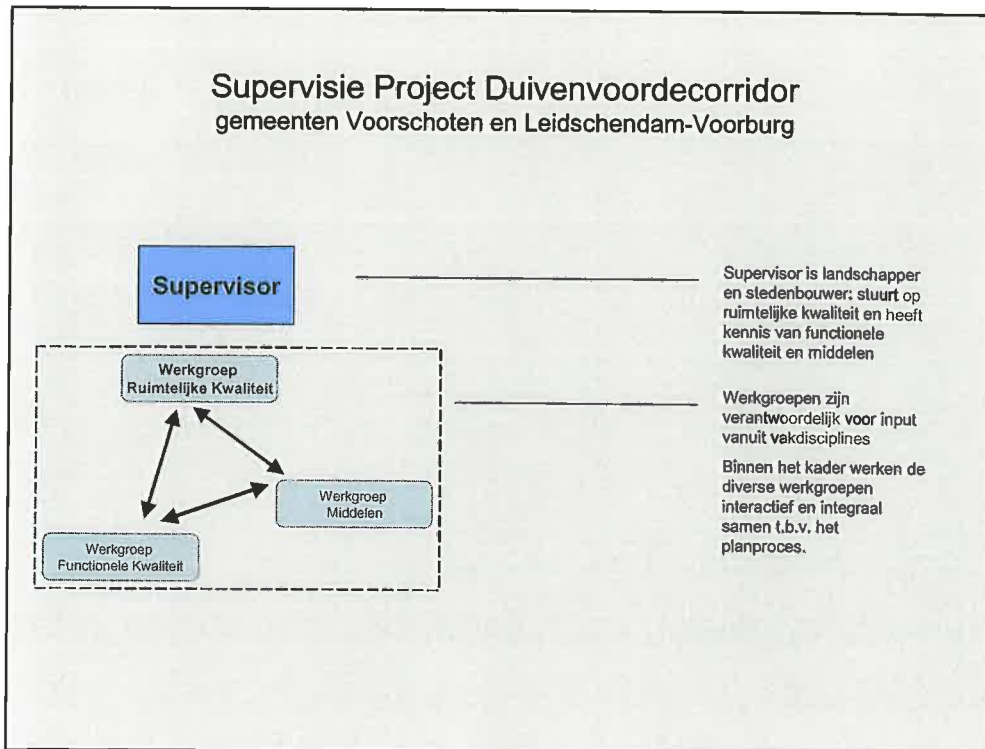 Supervisie Project Duivenvoordecorridor
gemeenten Voorschoten en Leidschendam-Voorburg
Supervisor
Supervisor is landschapper
en stedenbouwer: stuurt op
ruimtelijke kwaliteit en heeft
kennis van functionele
kwaliteit en middelen
Werkgroep
Ruimtelijke Kwaliteit
Werkgroep
Middelen
Werkgroep
Functionele Kwaliteit
Werkgroepen zijn
verantwoordelijk voor input
vanuit vakdisciplines
Binnen het kader werken de
diverse werkgroepen
interactief en integraal
samen t.b.v. het
planproces.